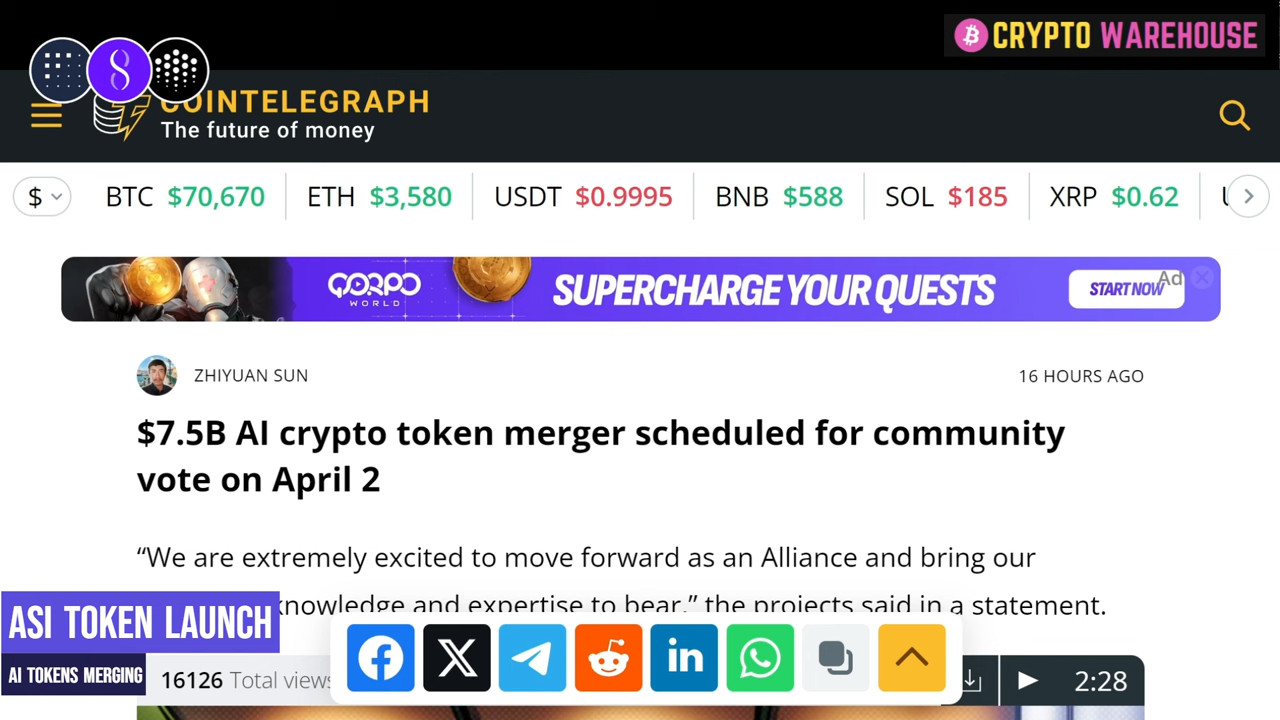 CRYPTO WAREHOUSE
COINTELEGRAPH
The future of money
$ BTC $70,670 ETH $3,580 USDT $0.9995 BNB $588 SOL $185 XRP $0.62
QORPO
WORLD
SUPERCHARGE YOUR QUESTS
START NOW
Ad
ZHIYUAN SUN
16 HOURS AGO
$7.5B AI crypto token merger scheduled for community
vote on April 2
“We are extremely excited to move forward as an Alliance and bring our
knowledge and expertise to bear,” the projects said in a statement.
ASI TOKEN LAUNCH
AI TOKENS MERGING
16126 Total views
in
2:28